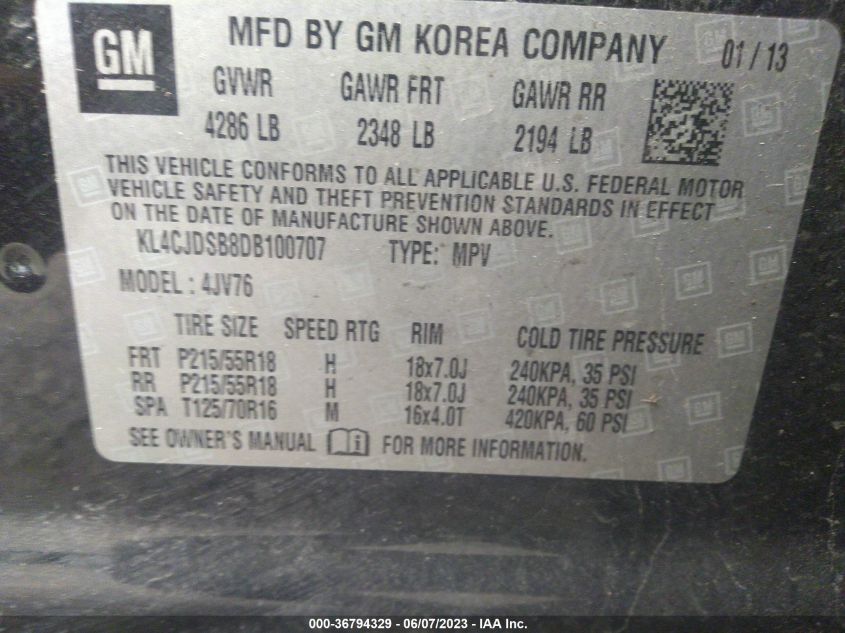 GM
MFD BY GM KOREA COMPANY 01/13
GVWR GAWR FRT GAWR RR
4286 LB 2348 LB 2194 LB
THIS VEHICLE CONFORMS TO ALL APPLICABLE U.S. FEDERAL MOTOR
VEHICLE SAFETY AND THEFT PREVENTION STANDARDS IN EFFECT
ON THE DATE OF MANUFACTURE SHOWN ABOVE.
KL4CJDSB8DB100707 TYPE: MPV
MODEL : 4JV76
TIRE SIZE SPEED RTG RIM COLD TIRE PRESSURE
FRT P215/55R18 H 18x7.0J 240KPA, 35 PSI
RR P215/55R18 H 18x7.0J 240KPA, 35 PSI
SPA T125/70R16 M 16x4.0T 420KPA, 60 PSI
SEE OWNER'S MANUAL i FOR MORE INFORMATION.
000-36794329 - 06/07/2023 - IAA Inc.